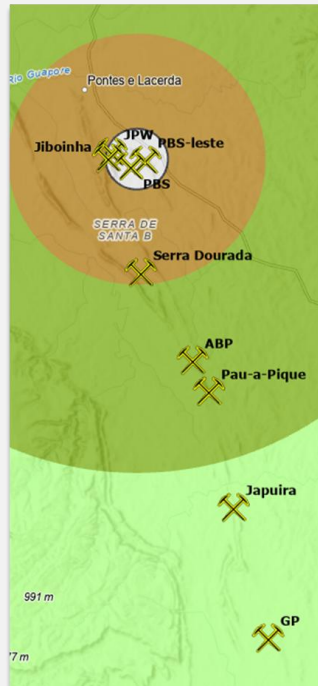 Rio Guapore
Pontes e Lacerda
JPW
Jiboinha
PBS-leste
PBS
SERRA DE
SANTA B
Serra Dourada
ABP
Pau-a-Pique
Japuira
991 m
GP
7 m